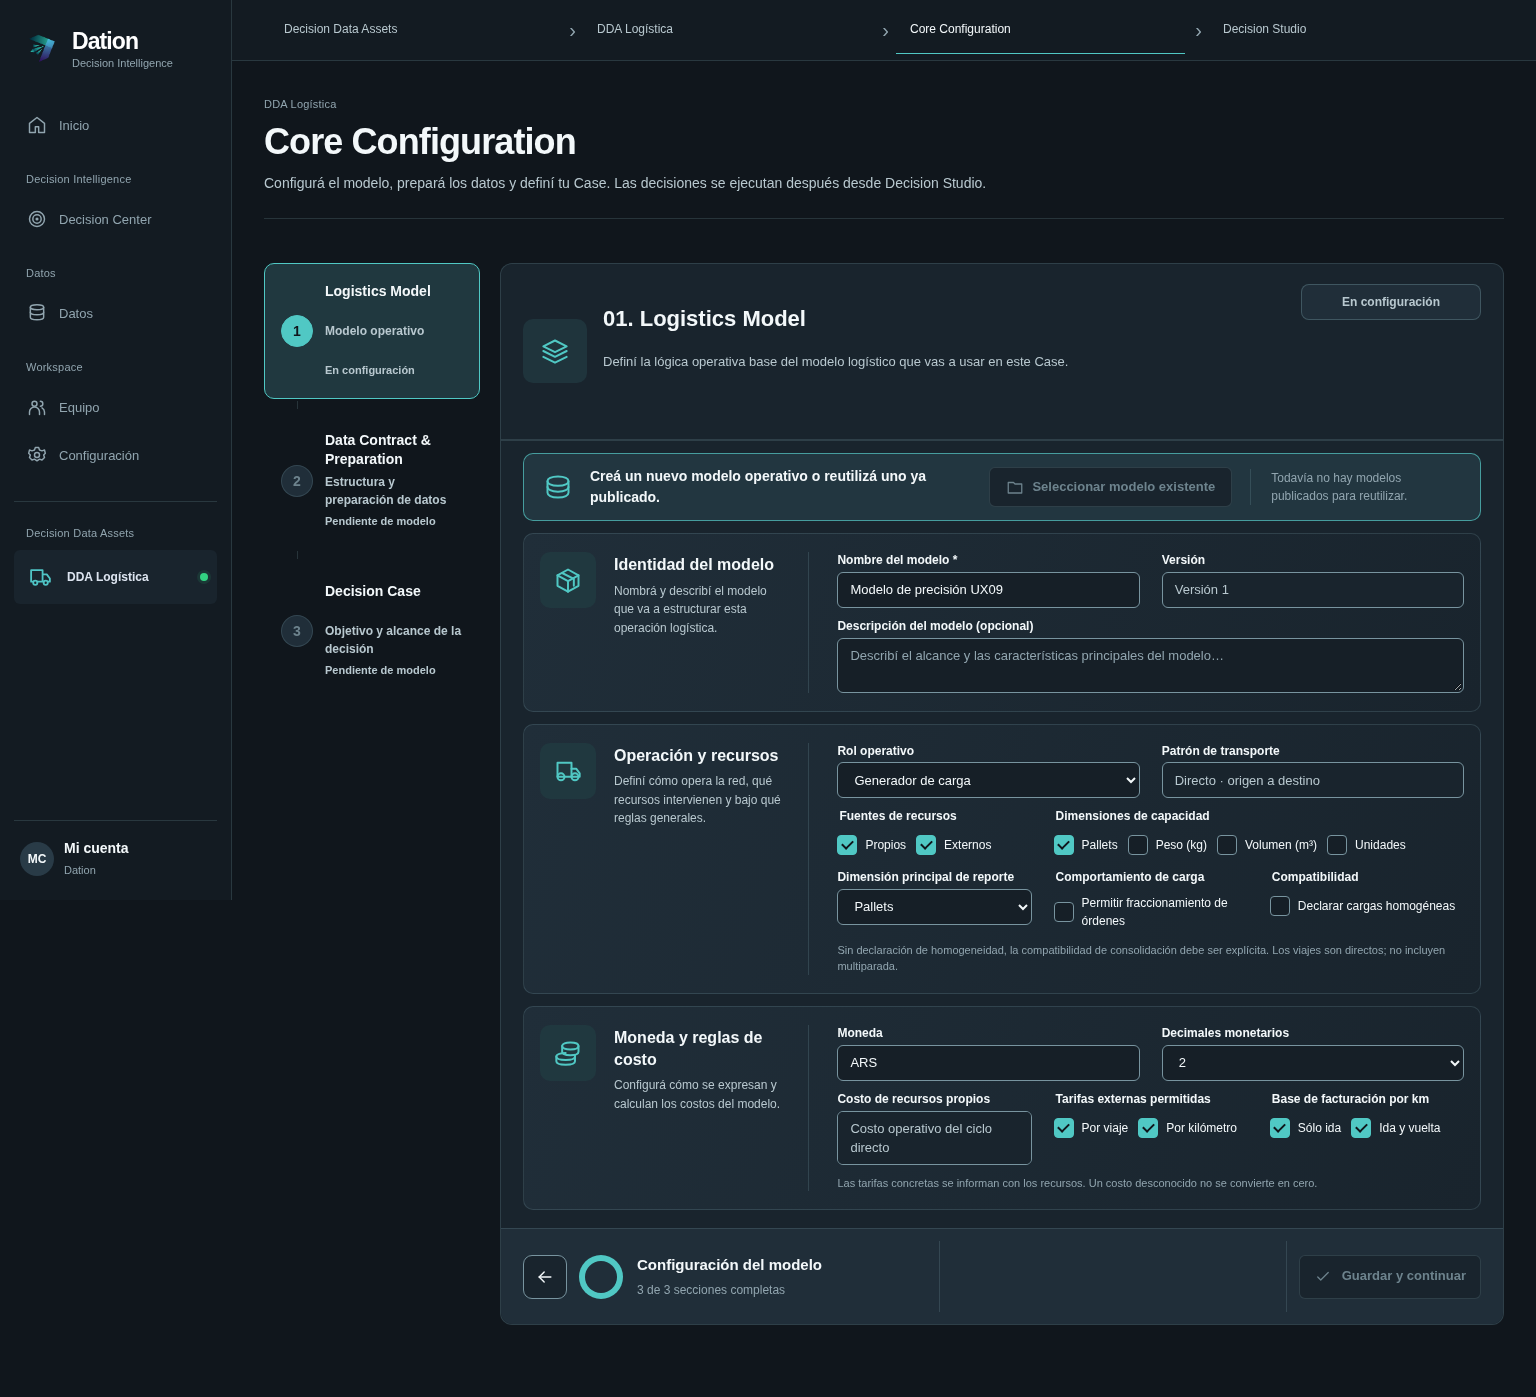 Dation
Decision Intelligence
Inicio
Decision Intelligence
Decision Center
Datos
Datos
Workspace
Equipo
Configuración
Decision Data Assets
DDA Logística
MC
Mi cuenta
Dation
Decision Data Assets
DDA Logística
Core Configuration
Decision Studio
DDA Logística
Core Configuration
Configurá el modelo, prepará los datos y definí tu Case. Las decisiones se ejecutan después desde Decision Studio.
Logistics Model
1
Modelo operativo
En configuración
Data Contract &
Preparation
2
Estructura y
preparación de datos
Pendiente de modelo
Decision Case
3
Objetivo y alcance de la
decisión
Pendiente de modelo
01. Logistics Model
Definí la lógica operativa base del modelo logístico que vas a usar en este Case.
En configuración
Creá un nuevo modelo operativo o reutilizá uno ya
publicado.
Seleccionar modelo existente
Todavía no hay modelos
publicados para reutilizar.
Identidad del modelo
Nombrá y describí el modelo
que va a estructurar esta
operación logística.
Nombre del modelo *
Modelo de precisión UX09
Versión
Versión 1
Descripción del modelo (opcional)
Describí el alcance y las características principales del modelo…
Operación y recursos
Definí cómo opera la red, qué
recursos intervienen y bajo qué
reglas generales.
Rol operativo
Generador de carga
Patrón de transporte
Directo · origen a destino
Fuentes de recursos
Propios
Externos
Dimensiones de capacidad
Pallets
Peso (kg)
Volumen (m³)
Unidades
Dimensión principal de reporte
Pallets
Comportamiento de carga
Permitir fraccionamiento de
órdenes
Compatibilidad
Declarar cargas homogéneas
Sin declaración de homogeneidad, la compatibilidad de consolidación debe ser explícita. Los viajes son directos; no incluyen
multiparada.
Moneda y reglas de
costo
Configurá cómo se expresan y
calculan los costos del modelo.
Moneda
ARS
Decimales monetarios
2
Costo de recursos propios
Costo operativo del ciclo
directo
Tarifas externas permitidas
Por viaje
Por kilómetro
Base de facturación por km
Sólo ida
Ida y vuelta
Las tarifas concretas se informan con los recursos. Un costo desconocido no se convierte en cero.
Configuración del modelo
3 de 3 secciones completas
Guardar y continuar